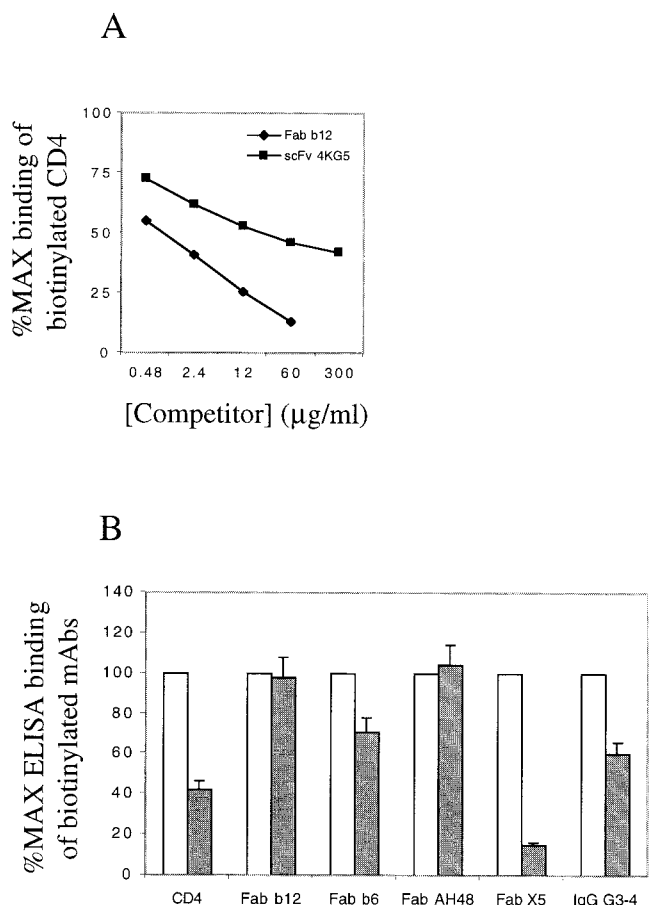 A
%MAX binding of
biotinylated CD4
100
75
50
25
0
Fab b12
scFv 4KG5
0.48 2.4 12 60 300
[Competitor] (µg/ml)
B
%MAX ELISA binding
of biotinylated mAbs
140
120
100
80
60
40
20
0
CD4 Fab b12 Fab b6 Fab AH48 Fab X5 IgG G3-4